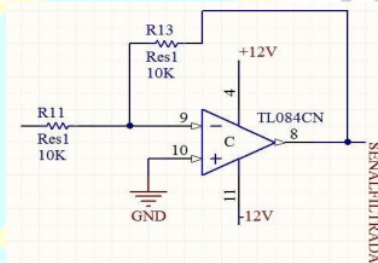 R13
Res1
10K
+12V
R11
Res1
10K
9
4
TL084CN
C
8
10
11
GND
-12V
SENALFILTRADA